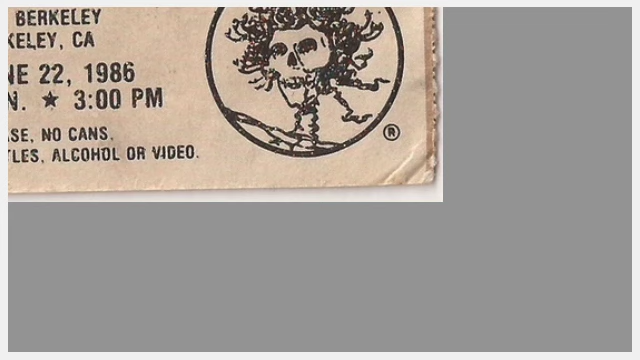 BERKELEY
KELEY, CA
NE 22, 1986
N. ★ 3:00 PM
SE, NO CANS,
TLES, ALCOHOL OR VIDEO.
®